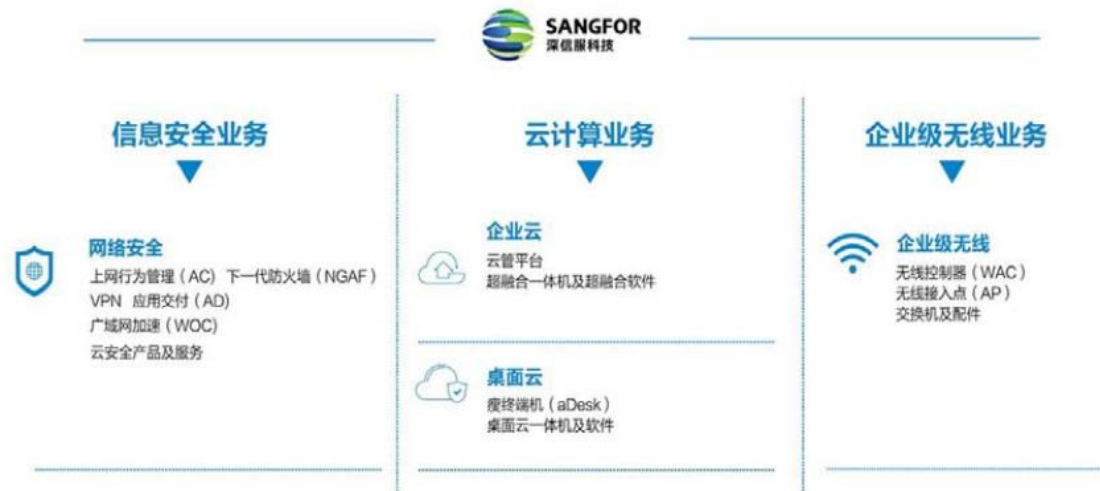 SANGFOR
深信服科技
信息安全业务
网络安全
上网行为管理（AC） 下一代防火墙（NGAF）
VPN 应用交付（AD）
广域网加速（WOC）
云安全产品及服务
云计算业务
企业云
云管平台
超融合一体机及超融合软件
桌面云
瘦终端机（aDesk）
桌面云一体机及软件
企业级无线业务
企业级无线
无线控制器（WAC）
无线接入点（AP）
交换机及配件